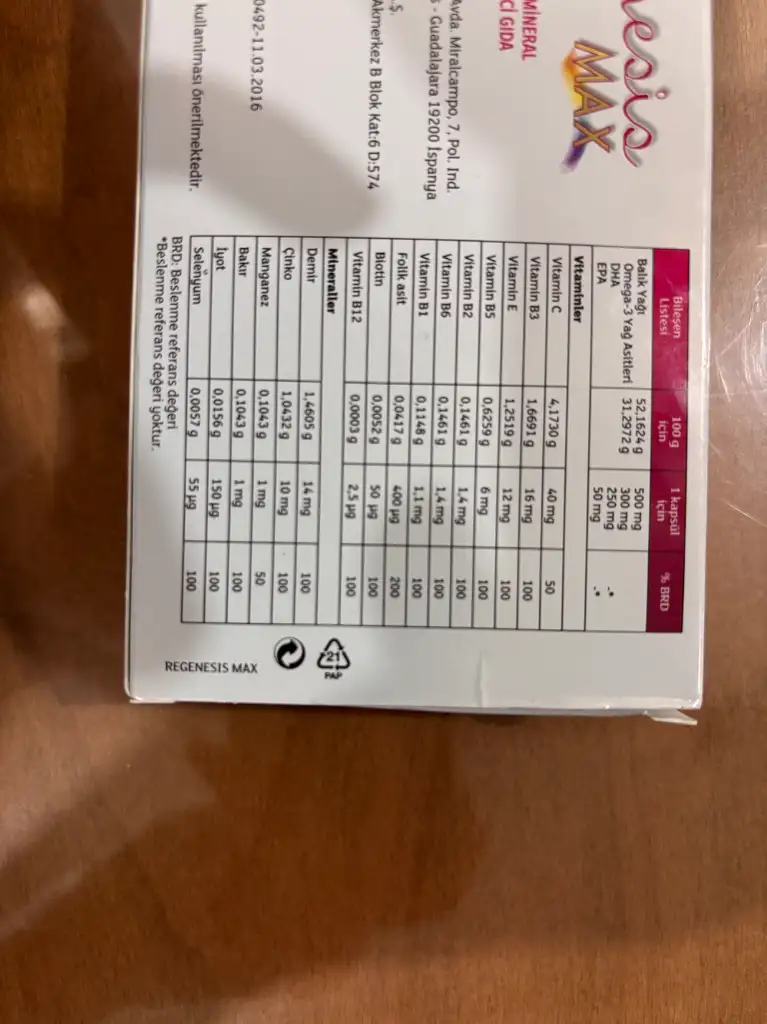 esis
MAX
MİNERAL
Cİ GIDA
Avda. Miralcampo, 7, Pol. Ind.
- Guadalajara 19200 İspanya
.Ş.
Akmerkez B Blok Kat:6 D:574
0492-11.03.2016
kullanılması önerilmektedir.
Bileşen Listesi 100 g için 1 kapsül için % BRD
Balık Yağı 52,1624 g 500 mg
Omega-3 Yağ Asitleri 31,2972 g 300 mg
DHA 250 mg -*
EPA 50 mg -*
Vitaminler
Vitamin C 4,1730 g 40 mg 50
Vitamin B3 1,6691 g 16 mg 100
Vitamin E 1,2519 g 12 mg 100
Vitamin B5 0,6259 g 6 mg 100
Vitamin B2 0,1461 g 1,4 mg 100
Vitamin B6 0,1461 g 1,4 mg 100
Vitamin B1 0,1148 g 1,1 mg 100
Folik asit 0,0417 g 400 µg 200
Biotin 0,0052 g 50 µg 100
Vitamin B12 0,0003 g 2,5 µg 100
Mineraller
Demir 1,4605 g 14 mg 100
Çinko 1,0432 g 10 mg 100
Manganez 0,1043 g 1 mg 50
Bakır 0,1043 g 1 mg 100
İyot 0,0156 g 150 µg 100
Selenyum 0,0057 g 55 µg 100
BRD: Beslenme referans değeri
*Beslenme referans değeri yoktur.
21
PAP
REGENESIS MAX